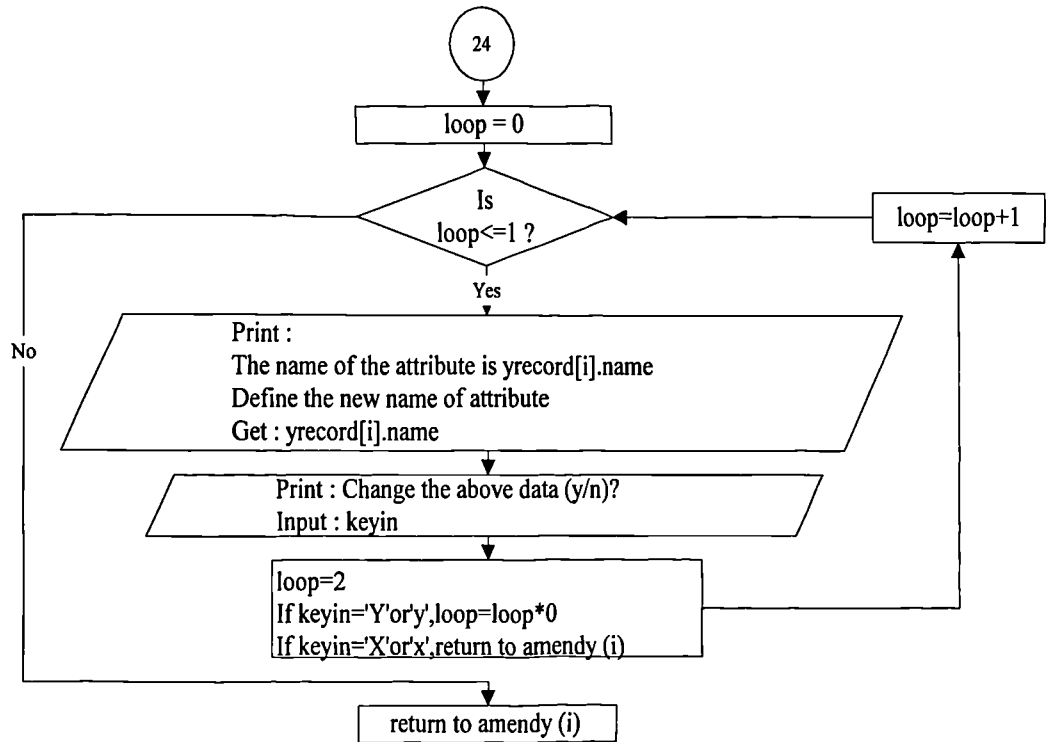 24
loop = 0
Is
loop<=1 ?
loop=loop+1
Yes
No
Print :
The name of the attribute is yrecord[i].name
Define the new name of attribute
Get : yrecord[i].name
Print : Change the above data (y/n)?
Input : keyin
loop=2
If keyin='Y'or'y',loop=loop*0
If keyin='X'or'x',return to amendy (i)
return to amendy (i)